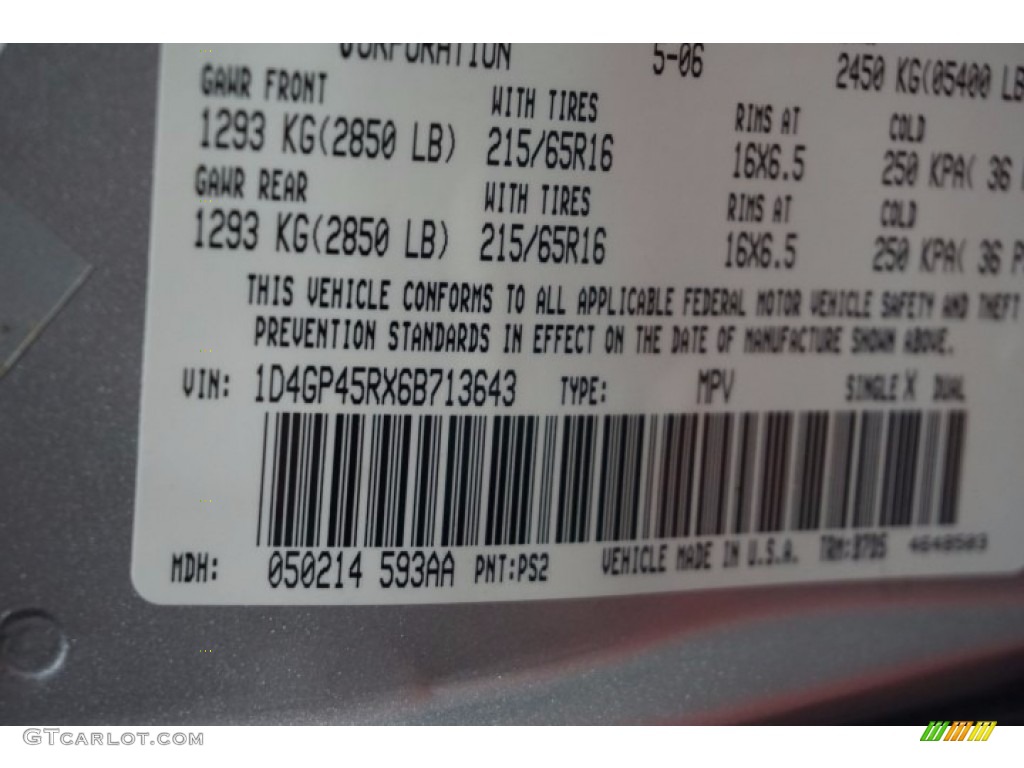 CORPORATION 5-06 2450 KG(05400 LB
GAWR FRONT WITH TIRES RIMS AT COLD
1293 KG(2850 LB) 215/65R16 16X6.5 250 KPA( 36
GAWR REAR WITH TIRES RIMS AT COLD
1293 KG(2850 LB) 215/65R16 16X6.5 250 KPA( 36 P
THIS VEHICLE CONFORMS TO ALL APPLICABLE FEDERAL MOTOR VEHICLE SAFETY AND THEFT
PREVENTION STANDARDS IN EFFECT ON THE DATE OF MANUFACTURE SHOWN ABOVE.
VIN: 1D4GP45RX6B713643 TYPE: MPV SINGLE X DUAL
MDH: 050214 593AA PNT:PS2 VEHICLE MADE IN U.S.A.
GTCARLOT.COM